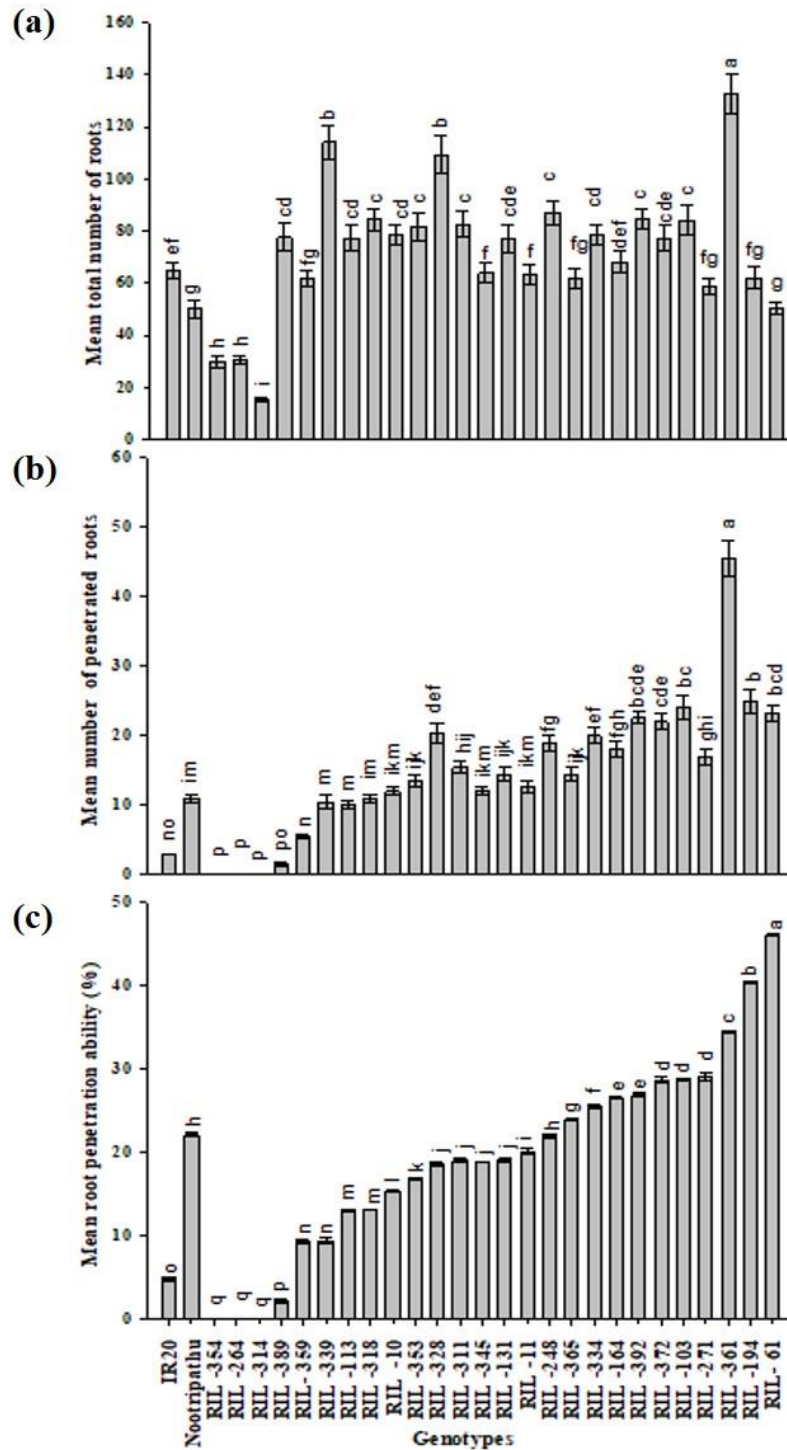 (a)
Mean total number of roots
160
140
120
100
80
60
40
20
0
ef
g
h
h
i
cd
fg
b
cd
c
cd
c
b
c
f
cde
f
c
fg
cd
def
c
cde
c
fg
a
fg
g
(b)
Mean number of penetrated roots
60
50
40
30
20
10
0
no
im
p
p
p
po
n
m
m
im
ikm
ijk
def
hij
ikm
ijk
ikm
fg
ijk
ef
fgh
bcde
cde
bc
ghi
a
b
bcd
(c)
Mean root penetration ability (%)
50
40
30
20
10
0
o
h
q
q
q
p
n
n
m
m
l
k
j
j
j
j
i
h
g
f
e
e
d
d
d
c
b
a
IR20
Nootripathu
RIL -354
RIL -264
RIL -314
RIL -389
RIL- 359
RIL -339
RIL -113
RIL -318
RIL -10
RIL -353
RIL -328
RIL -311
RIL -345
RIL -131
RIL -11
RIL -248
RIL -365
RIL -334
RIL -164
RIL -392
RIL -372
RIL -103
RIL -271
RIL -361
RIL -194
RIL- 61
Genotypes